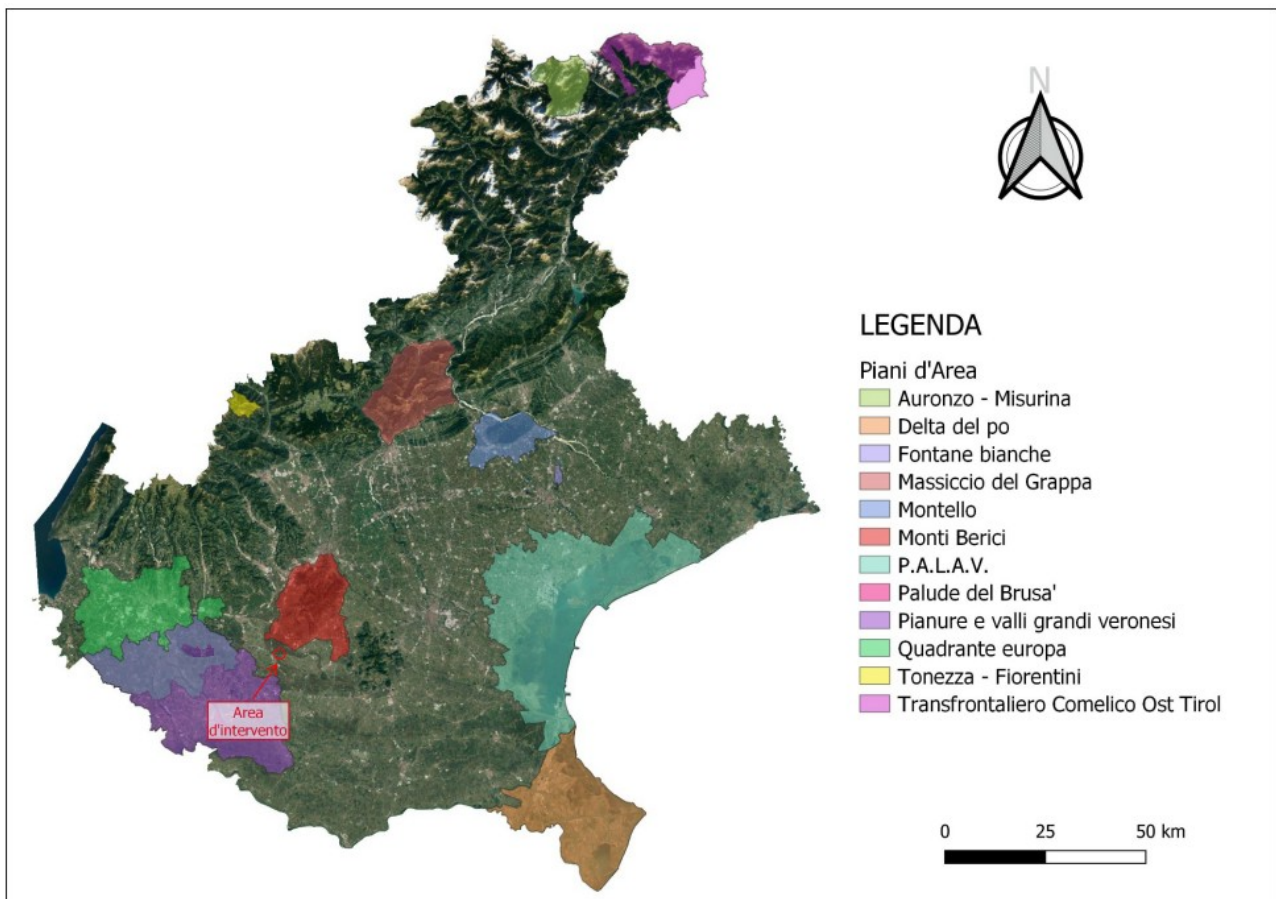 N
LEGENDA
Piani d'Area
Auronzo - Misurina
Delta del po
Fontane bianche
Massiccio del Grappa
Montello
Monti Berici
P.A.L.A.V.
Palude del Brusa'
Pianure e valli grandi veronesi
Quadrante europa
Tonezza - Fiorentini
Transfrontaliero Comelico Ost Tirol
Area
d'intervento
0 25 50 km